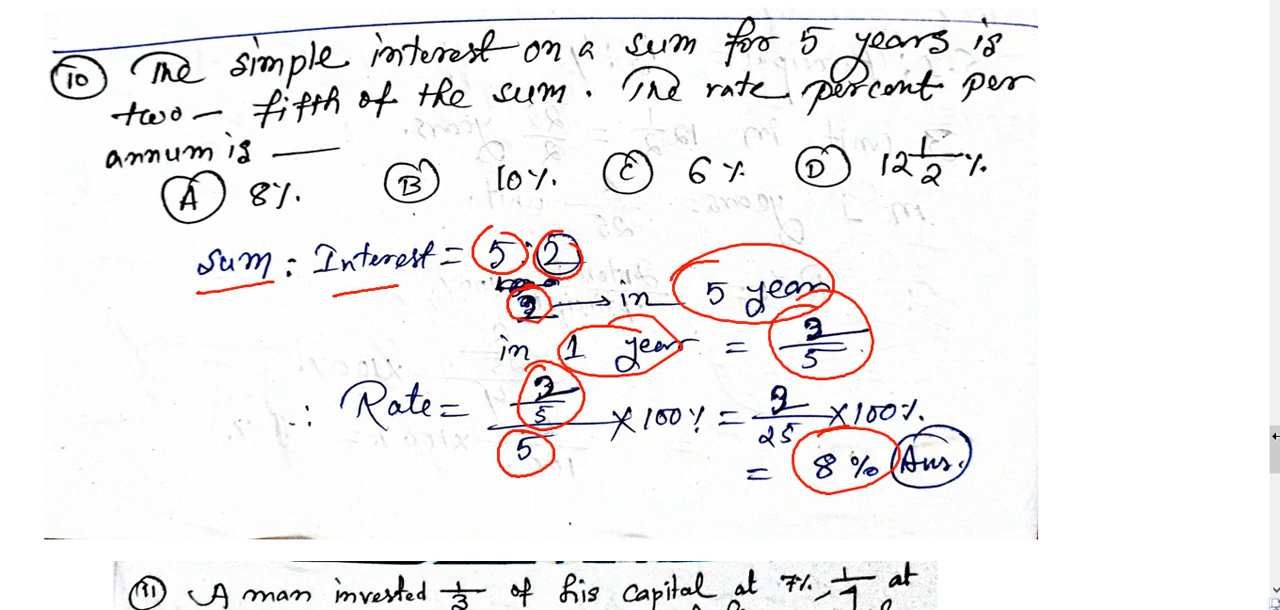 (10) The simple interest on a sum for 5 years is
two - fifth of the sum. The rate percent per
annum is —
(A) 8%. (B) 10%. (C) 6% (D) 12 1/2 %.
Sum : Interest = 5 : 2
2 → in 5 years
in 1 year = 2/5
∴ Rate = (2/5)/5 × 100% = 2/25 × 100%.
= 8% (Ans.)
(11) A man invested 1/3 of his capital at 7%, 1/4 at